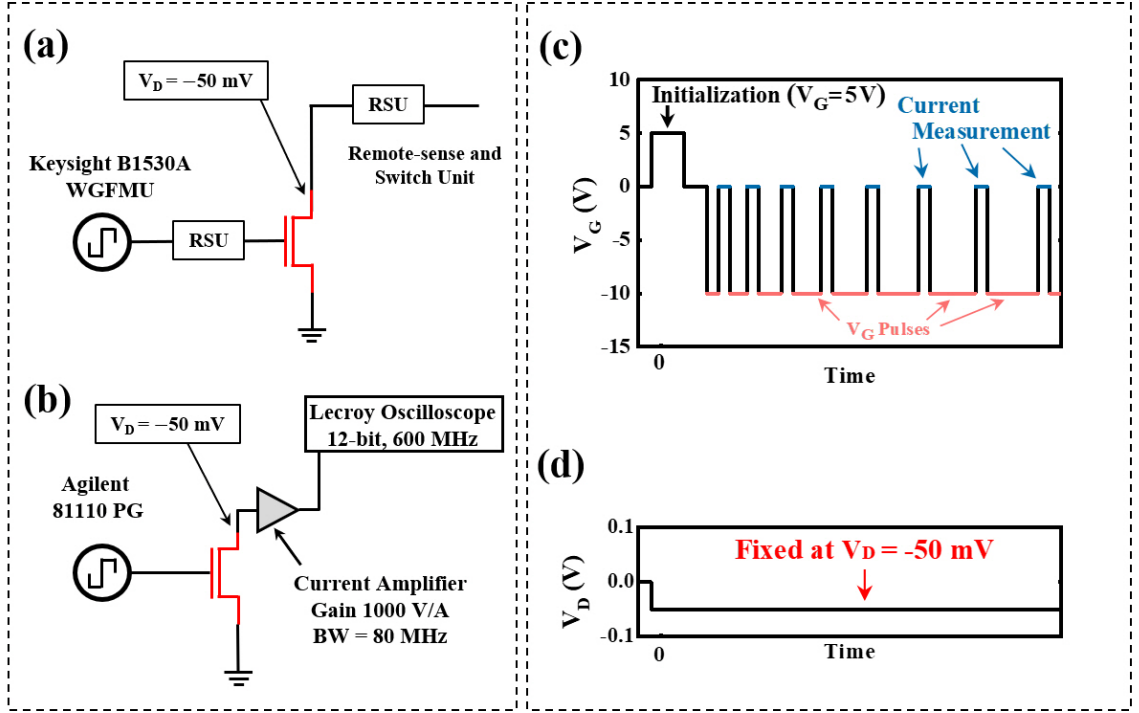 (a)
V_D = −50 mV
RSU
Keysight B1530A
WGFMU
Remote-sense and
Switch Unit
RSU
(b)
V_D = −50 mV
Lecroy Oscilloscope
12-bit, 600 MHz
Agilent
81110 PG
Current Amplifier
Gain 1000 V/A
BW = 80 MHz
(c)
10
Initialization (V_G=5V)
Current
Measurement
5
0
V_G (V)
-5
-10
V_G Pulses
-15
0
Time
(d)
0.1
Fixed at V_D = -50 mV
0.0
V_D (V)
-0.1
0
Time